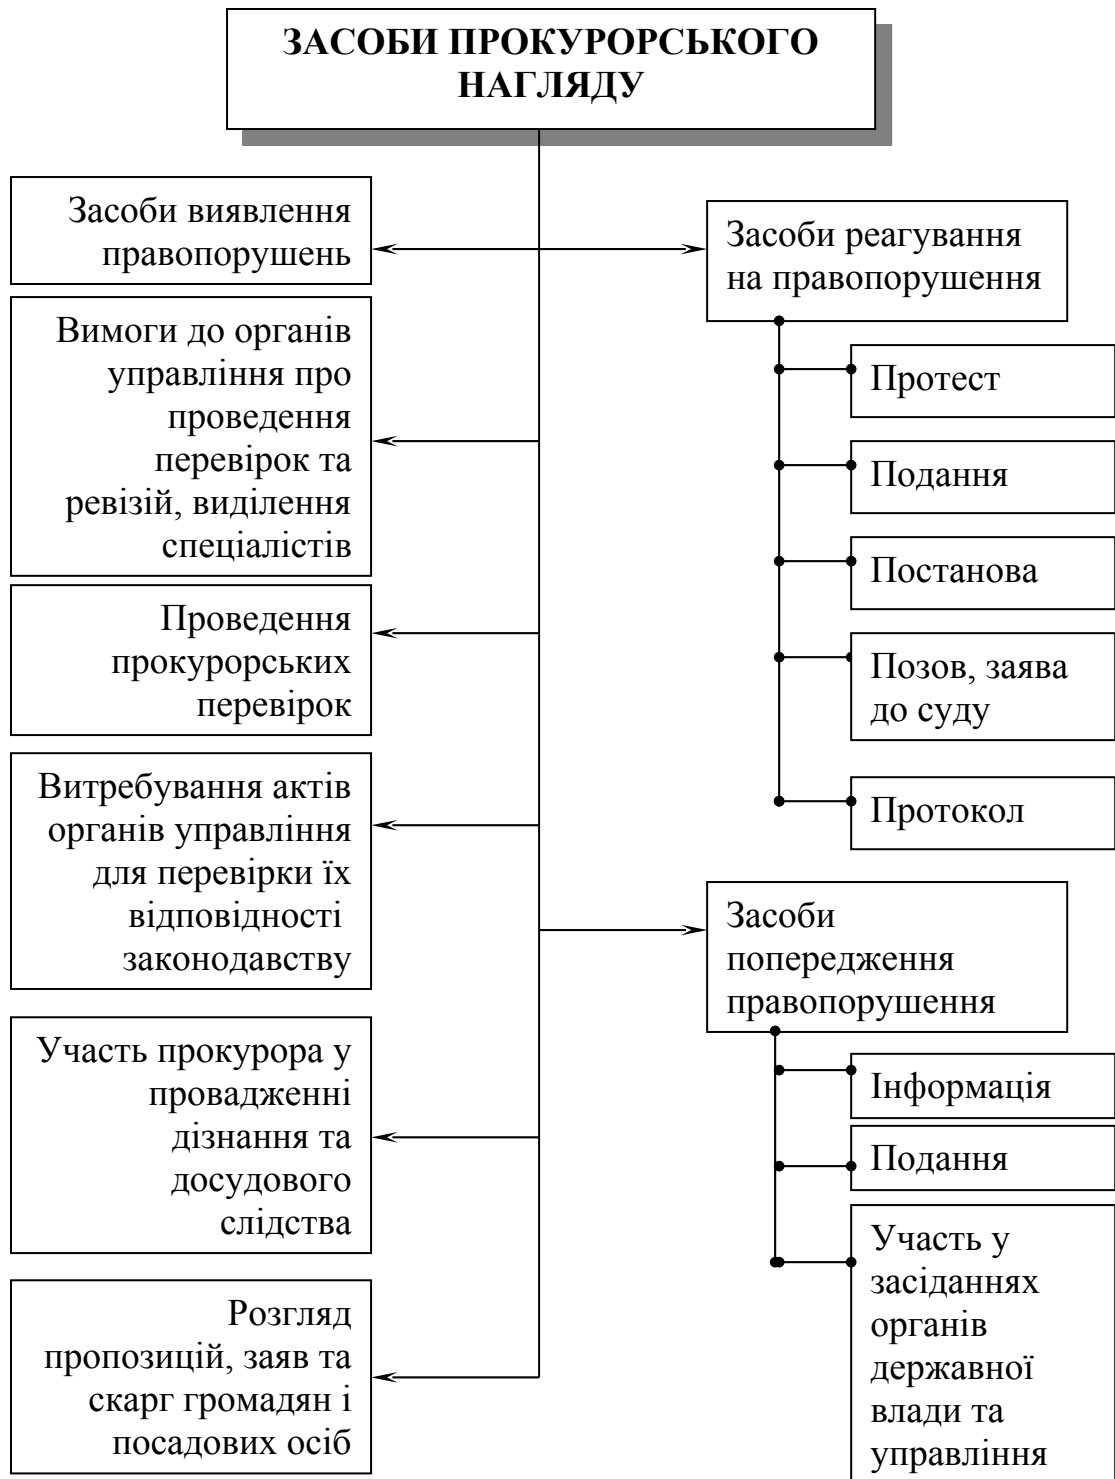 ЗАСОБИ ПРОКУРОРСЬКОГО
НАГЛЯДУ
Засоби виявлення
правопорушень
Вимоги до органів
управління про
проведення
перевірок та
ревізій, виділення
спеціалістів
Проведення
прокурорських
перевірок
Витребування актів
органів управління
для перевірки їх
відповідності
законодавству
Участь прокурора у
провадженні
дізнання та
досудового
слідства
Розгляд
пропозицій, заяв та
скарг громадян і
посадових осіб
Засоби реагування
на правопорушення
Протест
Подання
Постанова
Позов, заява
до суду
Протокол
Засоби
попередження
правопорушення
Інформація
Подання
Участь у
засіданнях
органів
державної
влади та
управління